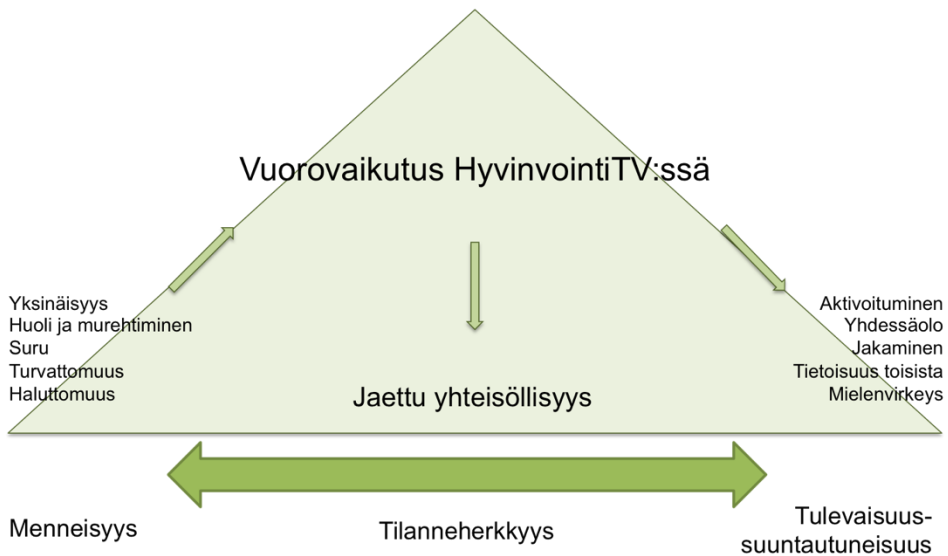 Vuorovaikutus HyvinvointiTV:ssä
Yksinäisyys
Huoli ja murehtiminen
Suru
Turvattomuus
Haluttomuus
Aktivoituminen
Yhdessäolo
Jakaminen
Tietoisuus toisista
Mielenvirkeys
Jaettu yhteisöllisyys
Menneisyys
Tilanneherkkyys
Tulevaisuus-
suuntautuneisuus